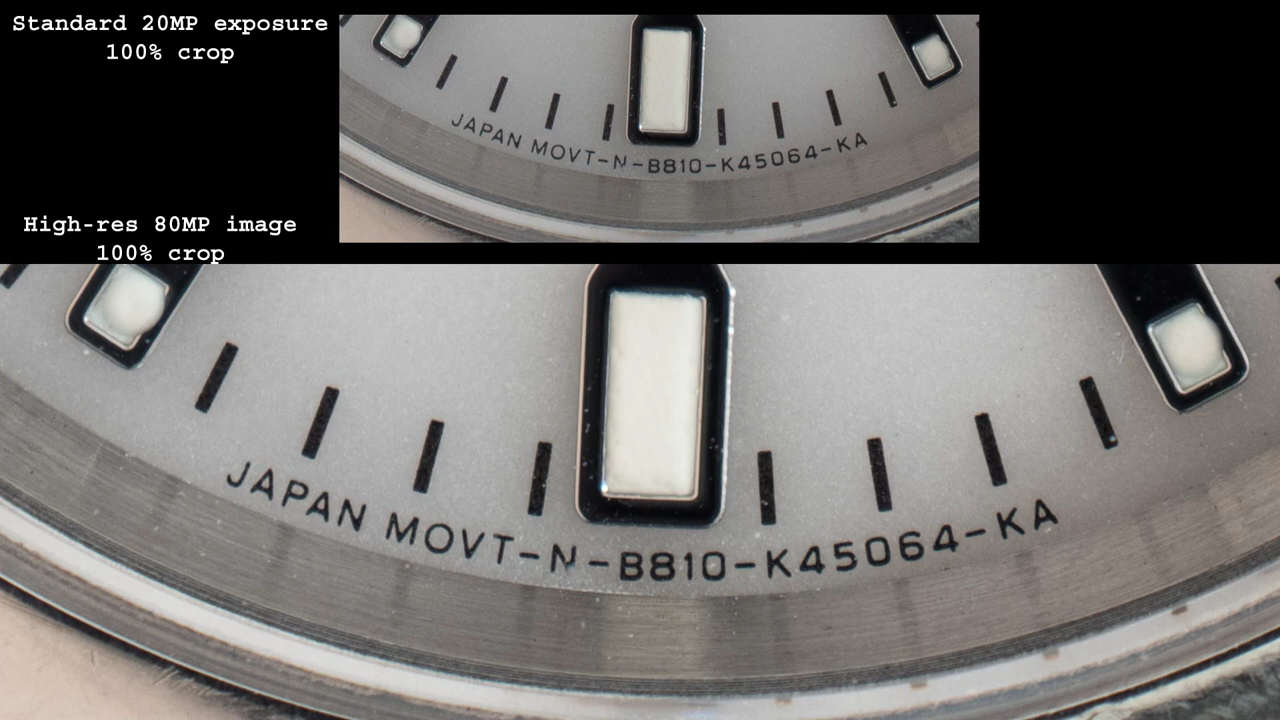 Standard 20MP exposure
100% crop
JAPAN MOVT-N-B810-K45064-KA
High-res 80MP image
100% crop
JAPAN MOVT-N-B810-K45064-KA